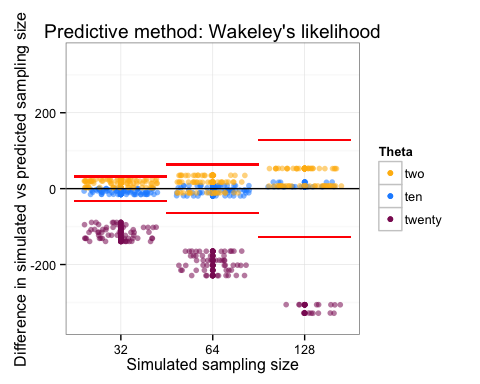 Predictive method: Wakeley's likelihood
Difference in simulated vs predicted sampling size
200
0
-200
32
64
128
Simulated sampling size
Theta
two
ten
twenty